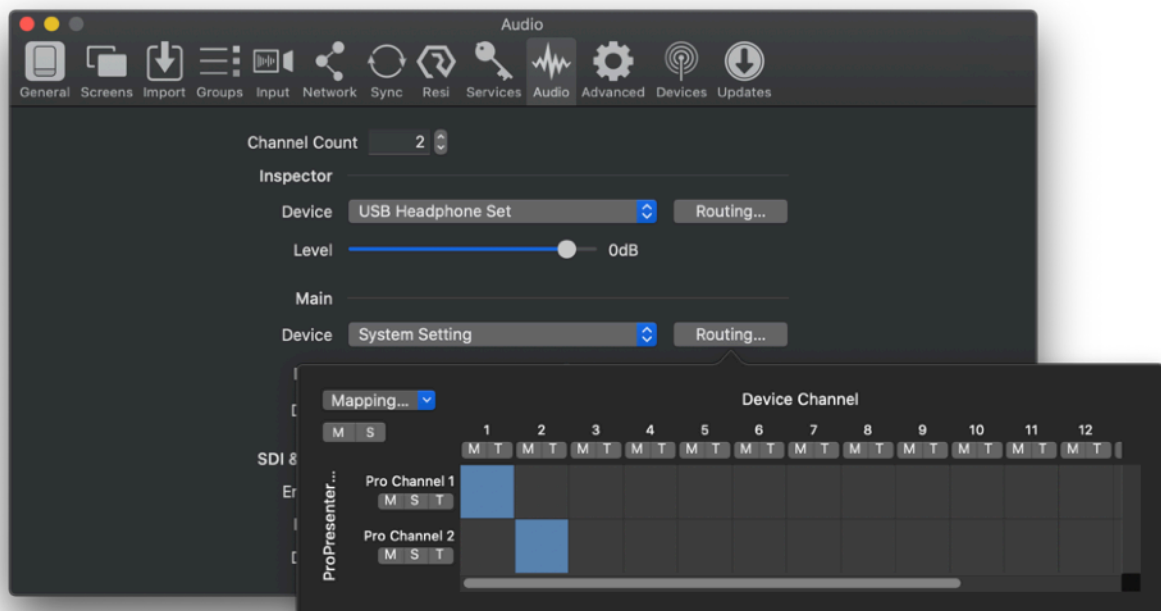 Audio
General Screens Import Groups Input Network Sync Resi Services Audio Advanced Devices Updates
Channel Count 2
Inspector
Device USB Headphone Set Routing...
Level 0dB
Main
Device System Setting Routing...
Mapping... Device Channel
M S
1 2 3 4 5 6 7 8 9 10 11 12
M T M T M T M T M T M T M T M T M T M T M T M T
ProPresenter...
Pro Channel 1
M S T
Pro Channel 2
M S T
SDI &